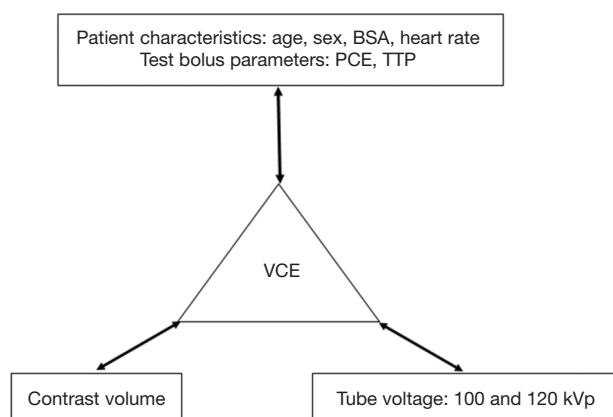 Patient characteristics: age, sex, BSA, heart rate
Test bolus parameters: PCE, TTP
VCE
Contrast volume
Tube voltage: 100 and 120 kVp